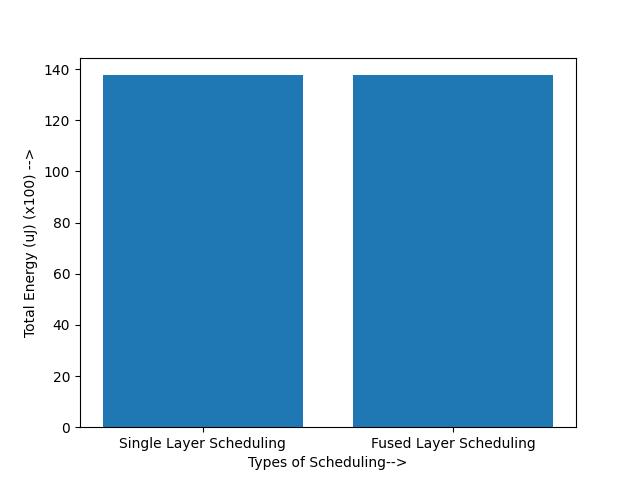 Total Energy (uJ) (x100) -->
140
120
100
80
60
40
20
0
Single Layer Scheduling Fused Layer Scheduling
Types of Scheduling-->